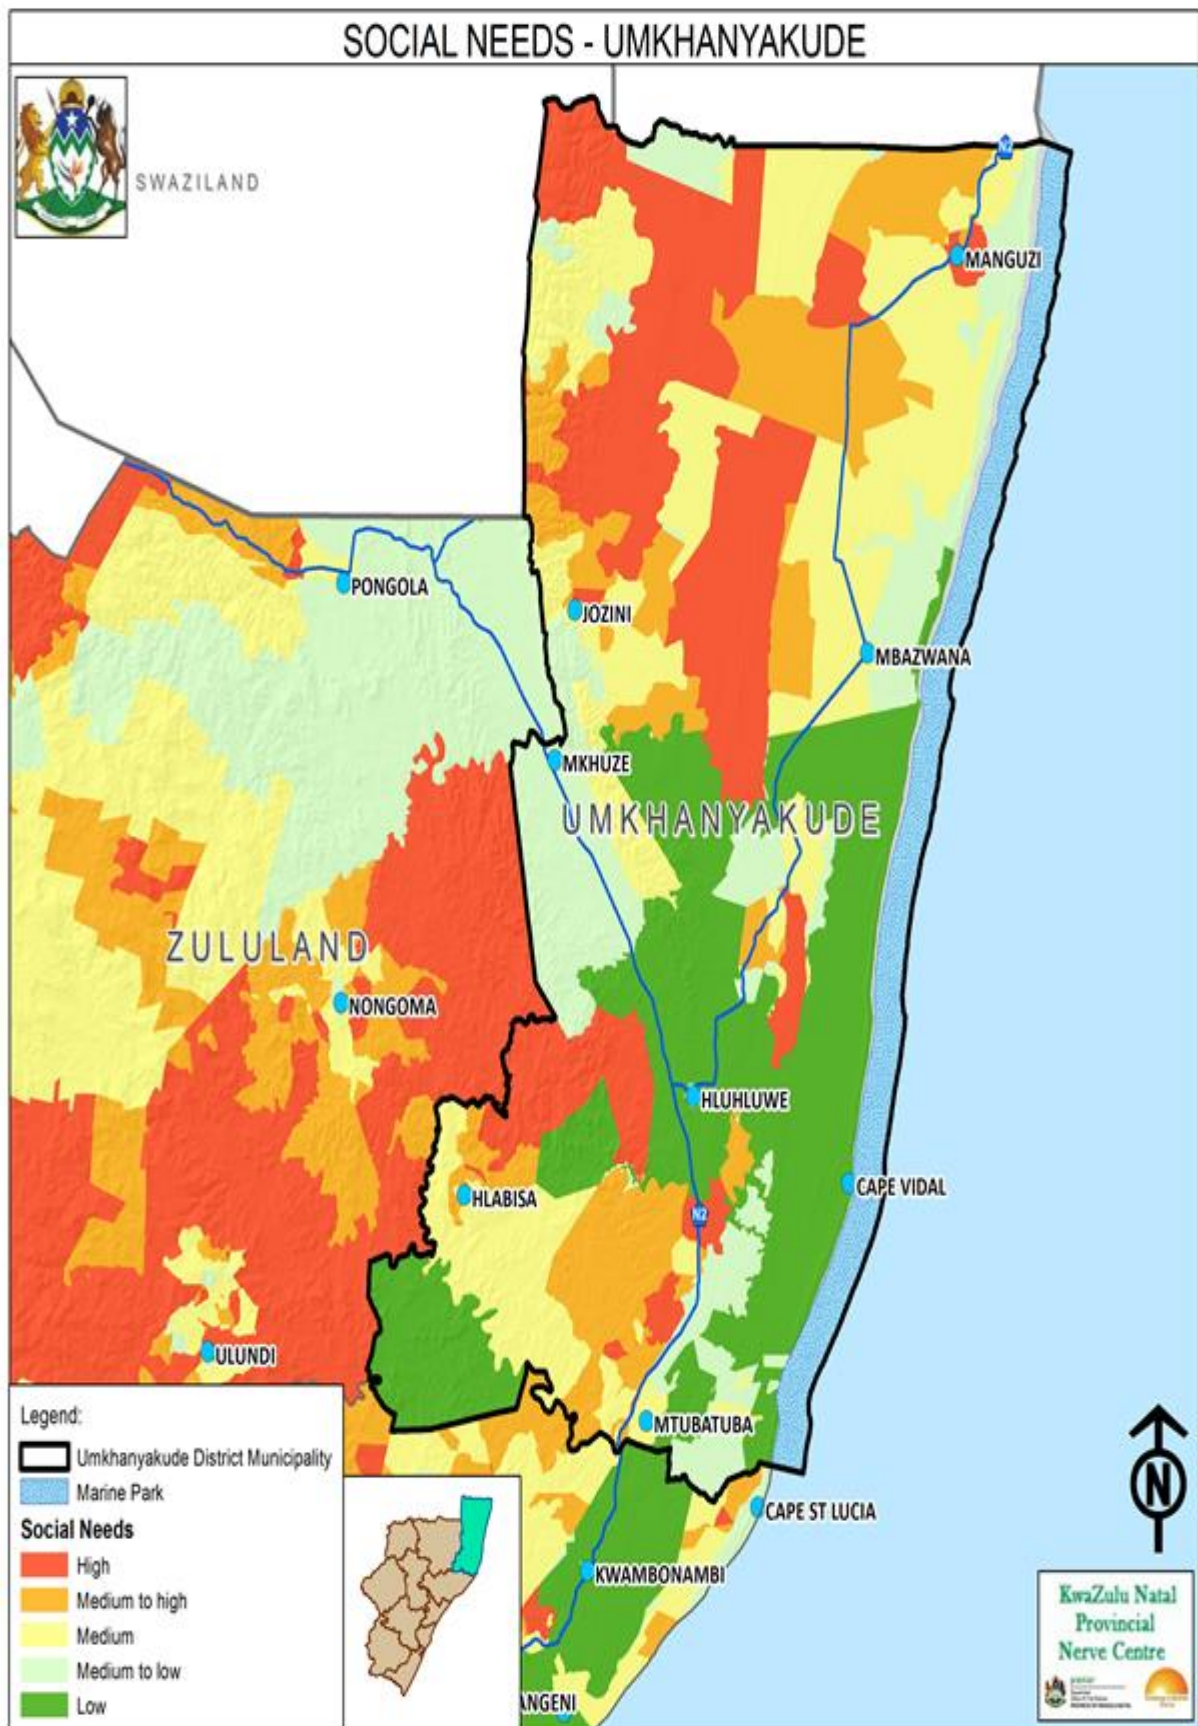 SOCIAL NEEDS - UMKHANYAKUDE
SWAZILAND
N2
MANGUZI
PONGOLA
JOZINI
MBAZWANA
MKHUZE
UMKHANYAKUDE
ZULULAND
NONGOMA
HLUHLUWE
CAPE VIDAL
HLABISA
N2
ULUNDI
MTUBATUBA
CAPE ST LUCIA
KWAMBONAMBI
ANGENI
Legend:
Umkhanyakude District Municipality
Marine Park
Social Needs
High
Medium to high
Medium
Medium to low
Low
N
KwaZulu Natal
Provincial
Nerve Centre